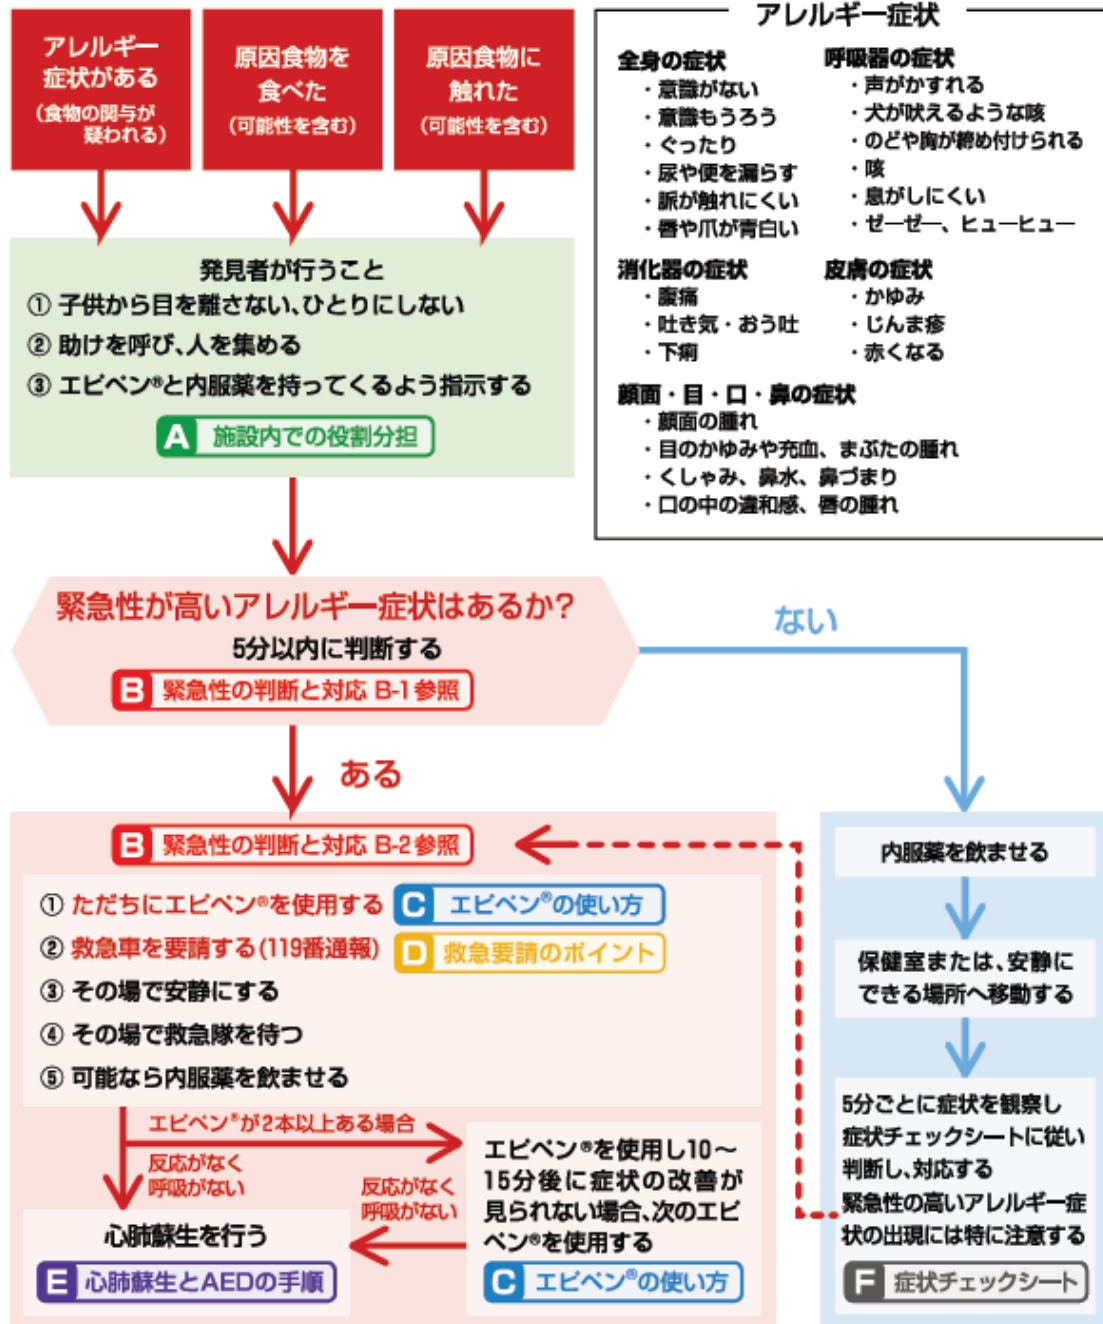 アレルギー
症状がある
(食物の関与が
疑われる)
原因食物を
食べた
(可能性を含む)
原因食物に
触れた
(可能性を含む)
発見者が行うこと
① 子供から目を離さない、ひとりにしない
② 助けを呼び、人を集める
③ エピペン®と内服薬を持ってくるよう指示する
A 施設内での役割分担
アレルギー症状
全身の症状
・意識がない
・意識もうろう
・ぐったり
・尿や便を漏らす
・脈が触れにくい
・唇や爪が青白い
呼吸器の症状
・声がかすれる
・犬が吠えるような咳
・のどや胸が締め付けられる
・咳
・息がしにくい
・ゼーゼー、ヒューヒュー
消化器の症状
・腹痛
・吐き気・おう吐
・下痢
皮膚の症状
・かゆみ
・じんま疹
・赤くなる
顔面・目・口・鼻の症状
・顔面の腫れ
・目のかゆみや充血、まぶたの腫れ
・くしゃみ、鼻水、鼻づまり
・口の中の違和感、唇の腫れ
緊急性が高いアレルギー症状はあるか?
5分以内に判断する
B 緊急性の判断と対応 B-1参照
ない
ある
B 緊急性の判断と対応 B-2参照
① ただちにエピペン®を使用する
C エピペン®の使い方
② 救急車を要請する(119番通報)
D 救急要請のポイント
③ その場で安静にする
④ その場で救急隊を待つ
⑤ 可能なら内服薬を飲ませる
エピペン®が2本以上ある場合
反応がなく
呼吸がない
エピペン®を使用し10～
15分後に症状の改善が
見られない場合、次のエピ
ペン®を使用する
C エピペン®の使い方
反応がなく
呼吸がない
心肺蘇生を行う
E 心肺蘇生とAEDの手順
内服薬を飲ませる
保健室または、安静に
できる場所へ移動する
5分ごとに症状を観察し
症状チェックシートに従い
判断し、対応する
緊急性の高いアレルギー症
状の出現には特に注意する
F 症状チェックシート